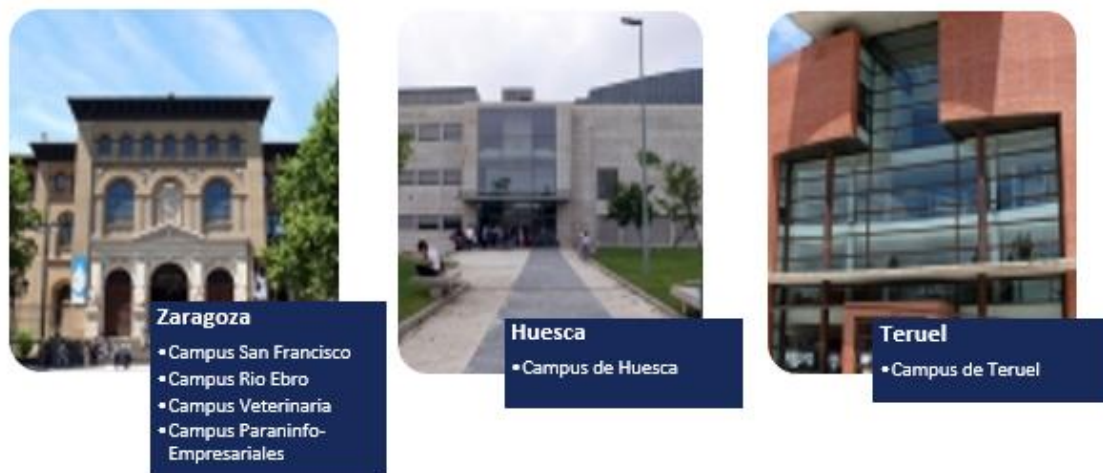 Zaragoza
•Campus San Francisco
•Campus Rio Ebro
•Campus Veterinaria
•Campus Paraninfo-
Empresariales
Huesca
•Campus de Huesca
Teruel
•Campus de Teruel